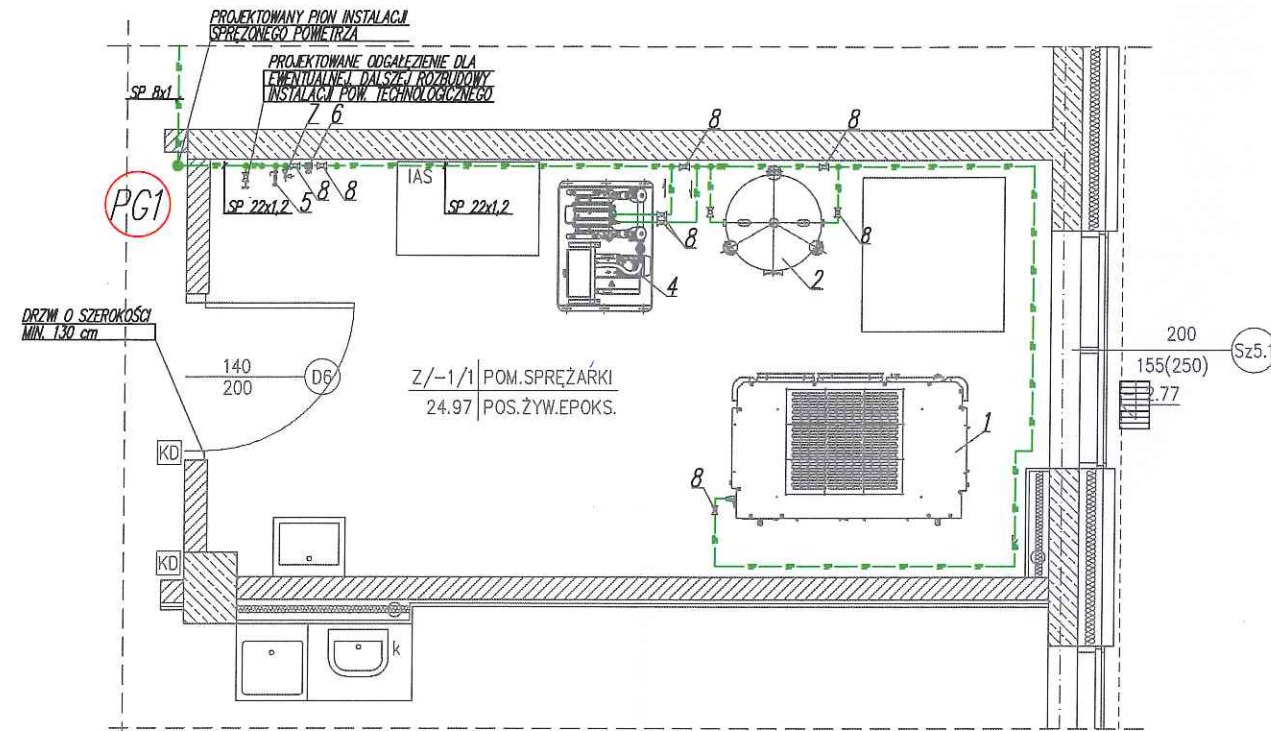 PROJEKTOWANY PION INSTALACJI
SPRĘŻONEGO POWIETRZA
PROJEKTOWANE ODGAŁĘZIENIE DLA
EWENTUALNEJ, DALSZEJ ROZBUDOWY
INSTALACJI POW. TECHNOLOGICZNEGO
SP 8x1
7 6
8
8
PG1
SP 22x1,2
5
8
8
IAS
SP 22x1,2
8
4
2
8
DRZWI O SZEROKOŚCI
MIN. 130 cm
140
200
D6
Z/-1/1 POM.SPRĘŻARKI
24.97 POS.ŻYW.EPOKS.
200
155(250)
Sz5.1
2.77
1
8
KD
KD
k